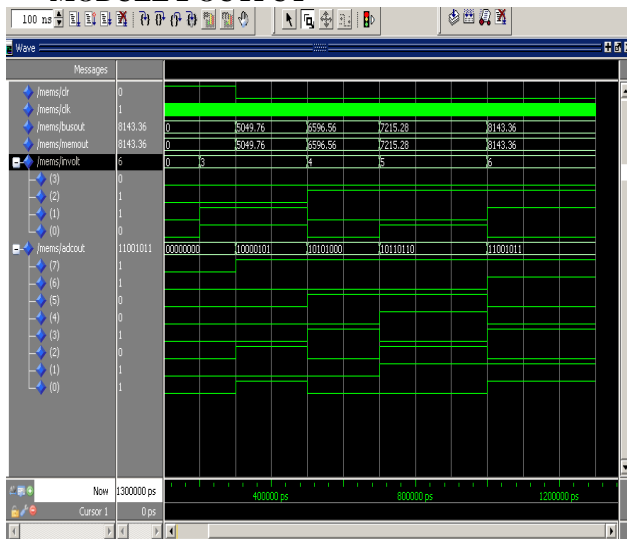 MODULE I OUTPUT
100 ns
Wave
Messages
/mems/clr 0
/mems/clk 1
/mems/busout 8143.36 0 5049.76 6596.56 7215.28 8143.36
/mems/memout 8143.36 0 5049.76 6596.56 7215.28 8143.36
/mems/involt 6 0 3 4 5 6
(3) 0
(2) 1
(1) 1
(0) 0
/mems/adcout 11001011 00000000 10000101 10101000 10110110 11001011
(7) 1
(6) 1
(5) 0
(4) 0
(3) 1
(2) 0
(1) 1
(0) 1
Now 1300000 ps 400000 ps 800000 ps 1200000 ps
Cursor 1 0 ps